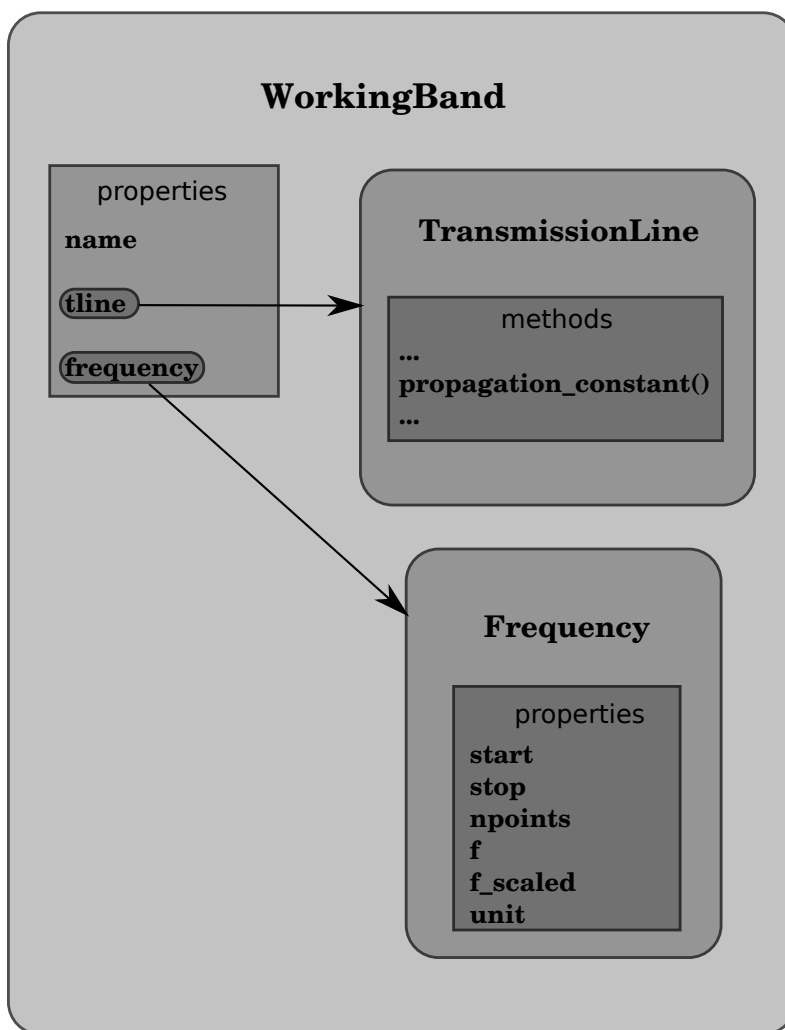 WorkingBand
properties
name
tline
frequency
TransmissionLine
methods
...
propagation_constant()
...
Frequency
properties
start
stop
npoints
f
f_scaled
unit